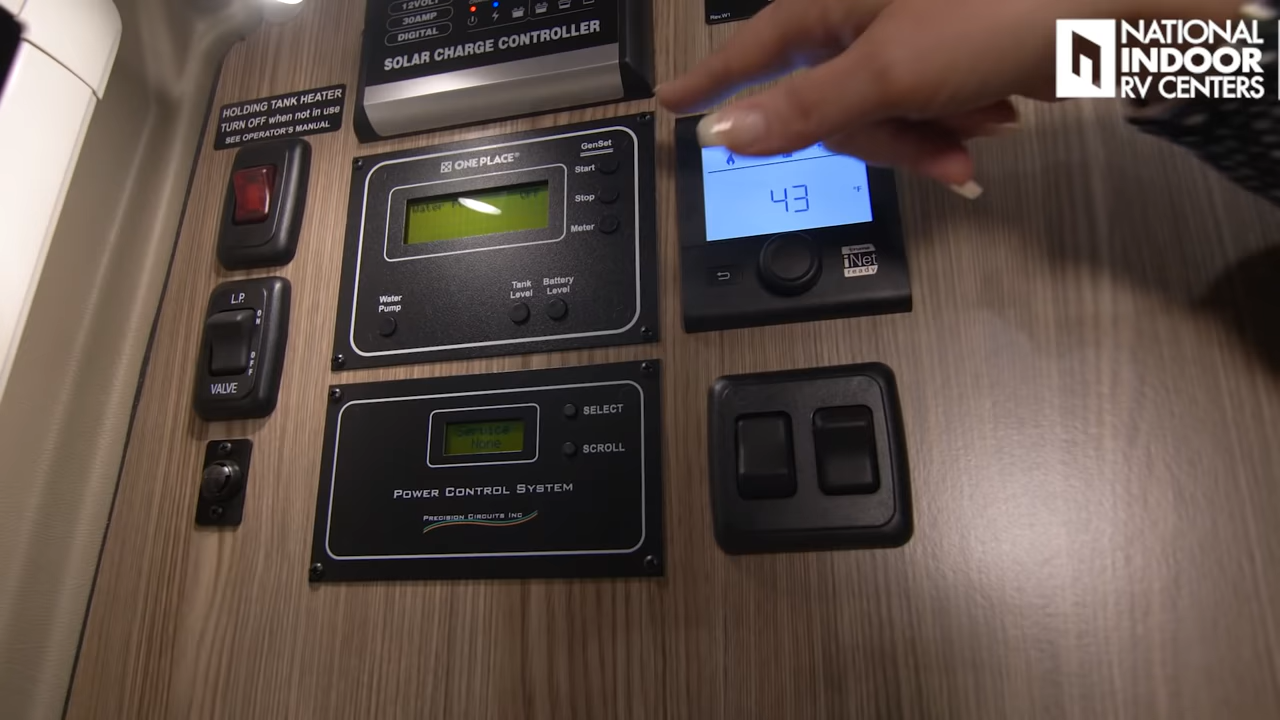 12VOLT
30AMP
DIGITAL
SOLAR CHARGE CONTROLLER
NATIONAL
INDOOR
RV CENTERS
HOLDING TANK HEATER
TURN OFF when not in use
SEE OPERATOR'S MANUAL
ONE PLACE®
GenSet
Start
Stop
Meter
Water
Off
Water
Pump
Tank
Level
Battery
Level
43
°F
iNet
ready
L.P.
ON
OFF
VALVE
Service
None
SELECT
SCROLL
POWER CONTROL SYSTEM
PRECISION CIRCUITS INC